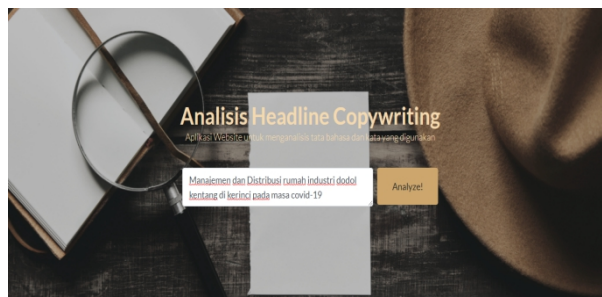 Analisis Headline Copywriting
Aplikasi Website untuk menganalisis tata bahasa dan kata yang digunakan
Manajemen dan Distribusi rumah industri dodol
kentang di kerinci pada masa covid-19
Analyze!